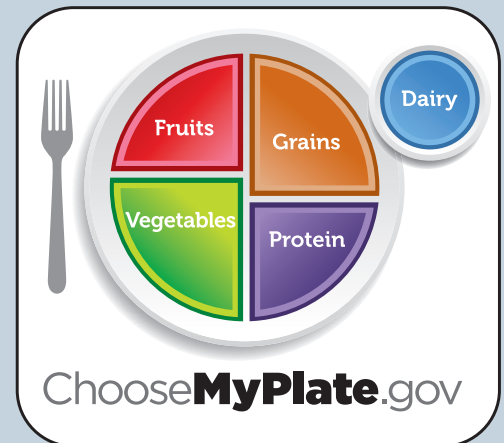 Dairy
Fruits
Grains
Vegetables
Protein
ChooseMyPlate.gov